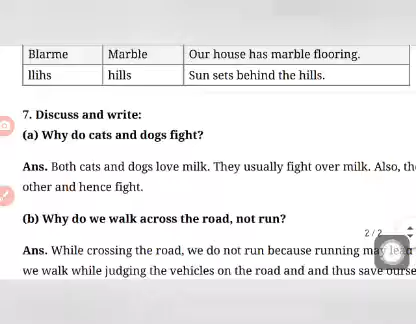 Blarme Marble Our house has marble flooring.
llihs hills Sun sets behind the hills.
7. Discuss and write:
(a) Why do cats and dogs fight?
Ans. Both cats and dogs love milk. They usually fight over milk. Also, th
other and hence fight.
(b) Why do we walk across the road, not run?
2/2
Ans. While crossing the road, we do not run because running may lead
we walk while judging the vehicles on the road and and thus save ourse